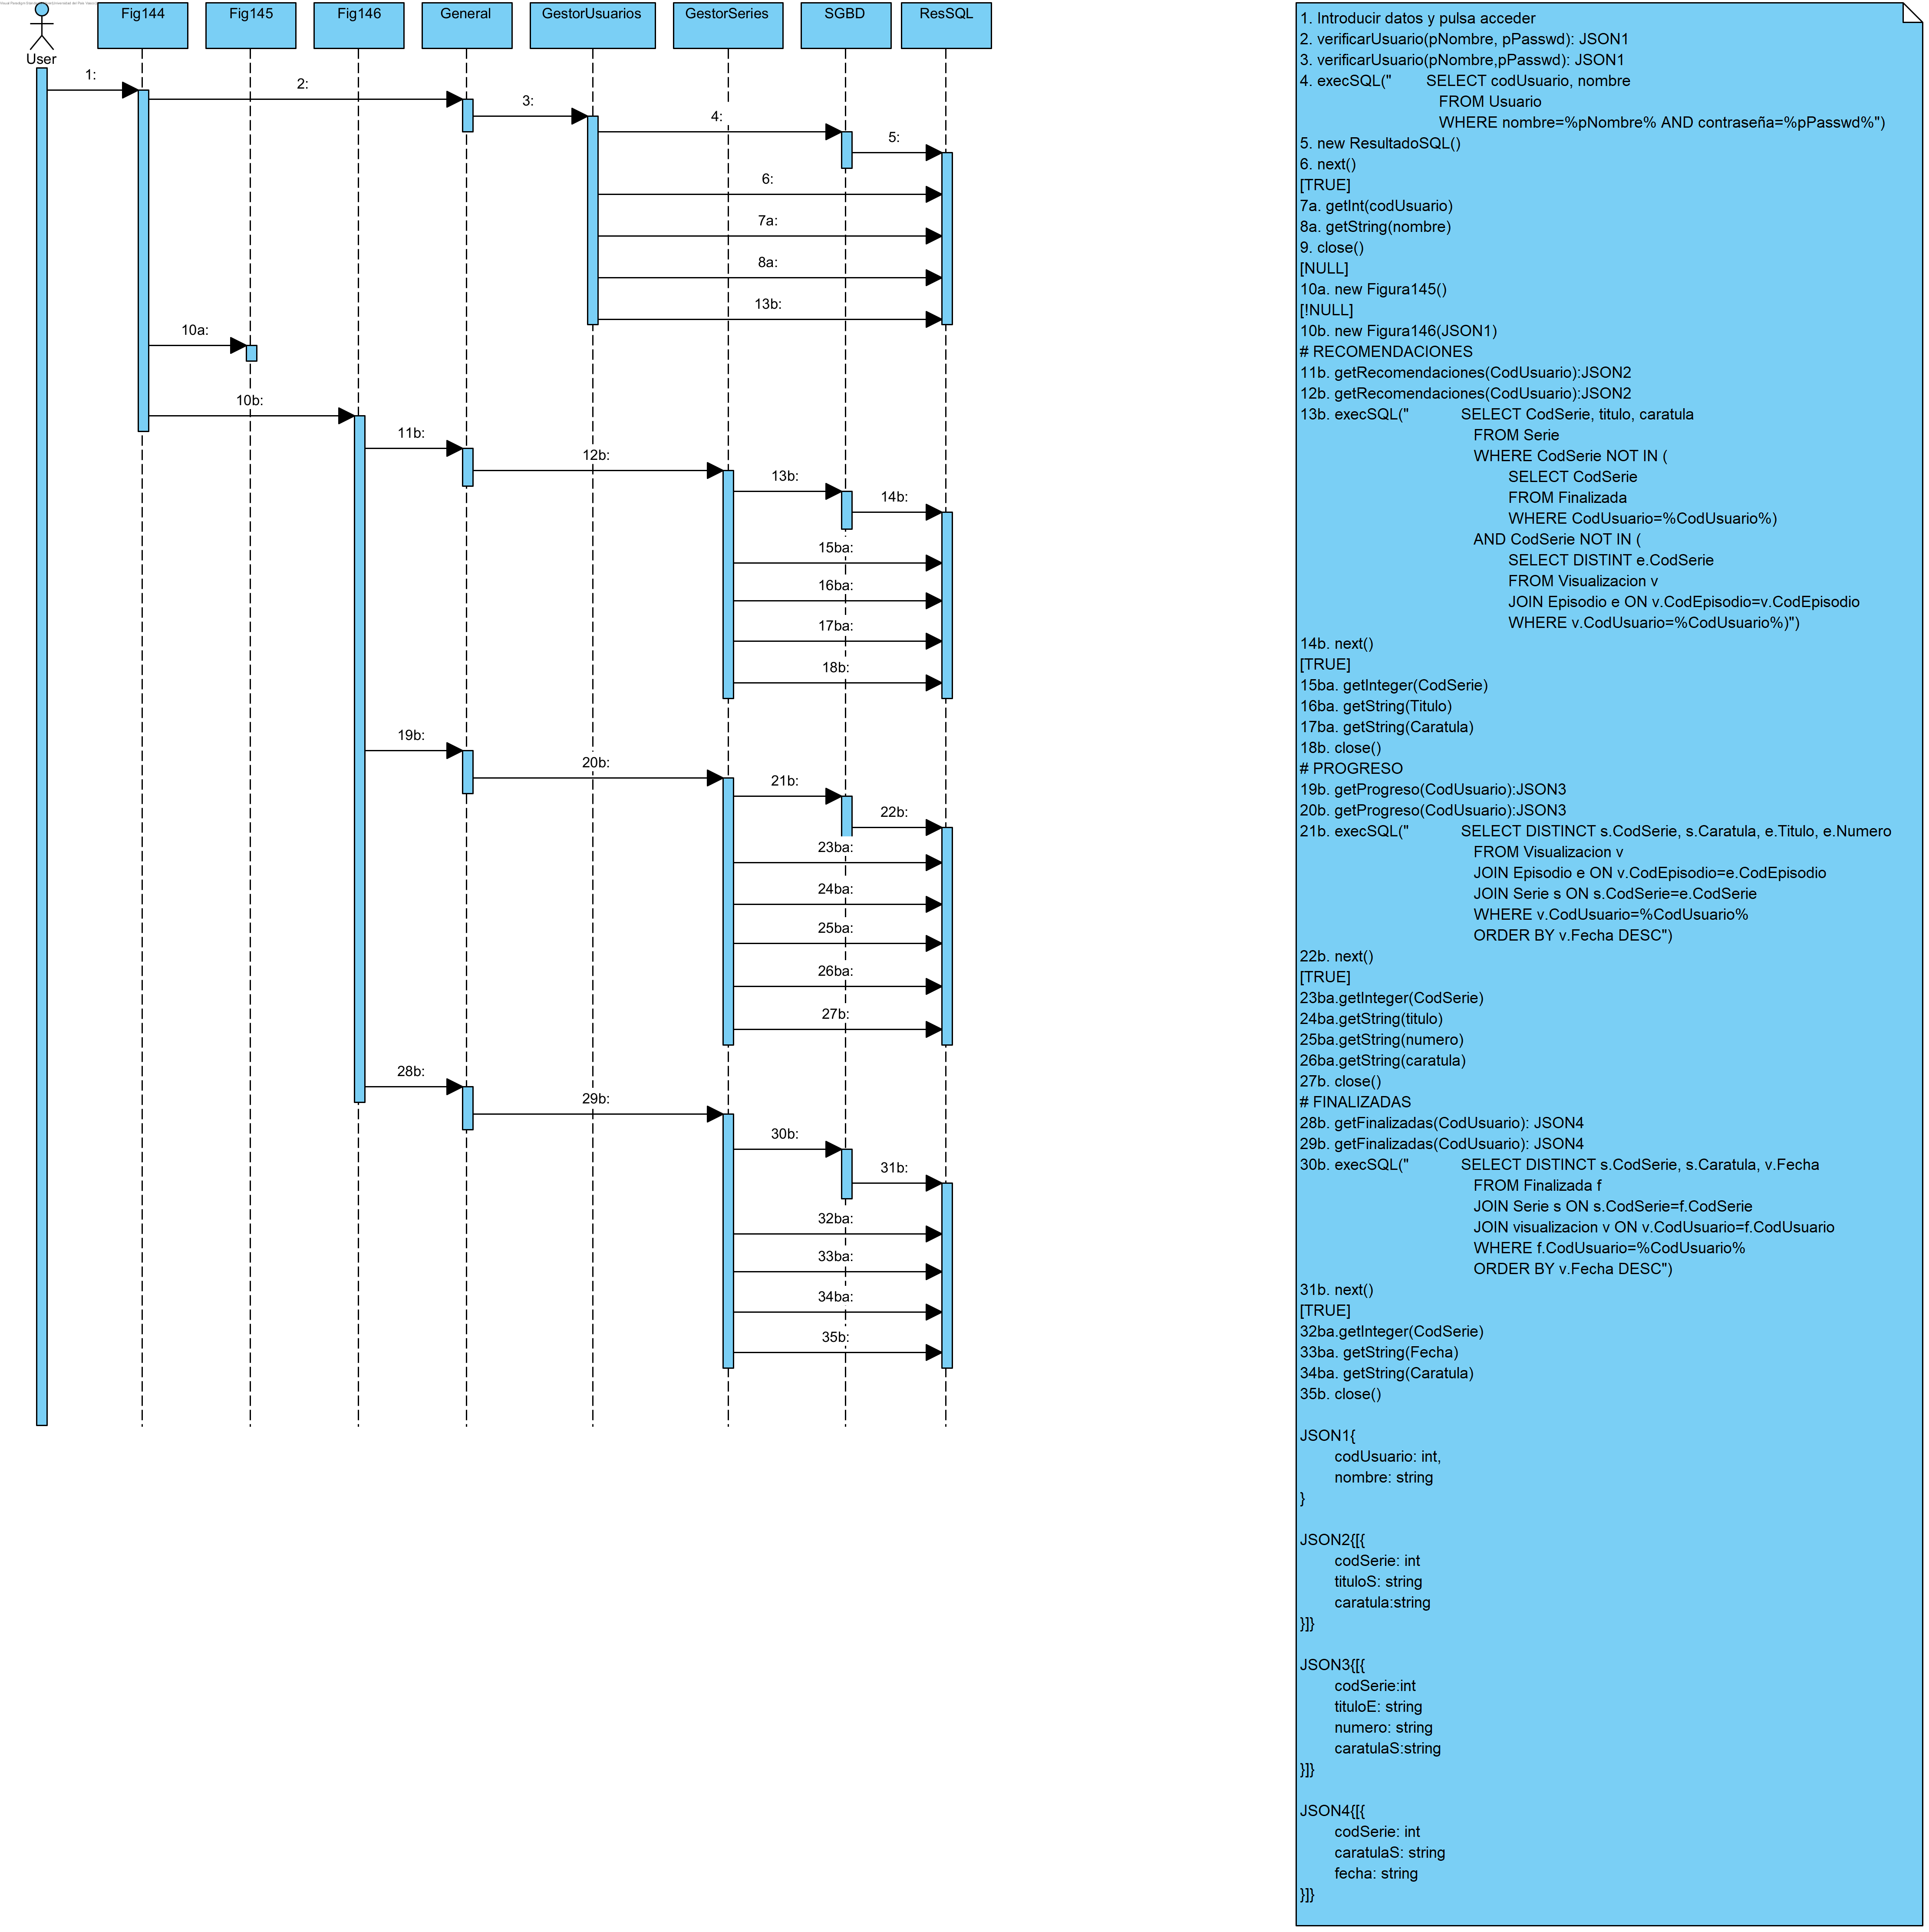 Fig144
Fig145
Fig146
General
GestorUsuarios
GestorSeries
SGBD
ResSQL
User
1:
2:
3:
4:
5:
6:
7a:
8a:
13b:
10a:
10b:
11b:
12b:
13b:
14b:
15ba:
16ba:
17ba:
18b:
19b:
20b:
21b:
22b:
23ba:
24ba:
25ba:
26ba:
27b:
28b:
29b:
30b:
31b:
32ba:
33ba:
34ba:
35b:
1. Introducir datos y pulsa acceder
2. verificarUsuario(pNombre, pPasswd): JSON1
3. verificarUsuario(pNombre,pPasswd): JSON1
4. execSQL(" SELECT codUsuario, nombre
FROM Usuario
WHERE nombre=%pNombre% AND contraseña=%pPasswd%")
5. new ResultadoSQL()
6. next()
[TRUE]
7a. getInt(codUsuario)
8a. getString(nombre)
9. close()
[NULL]
10a. new Figura145()
[!NULL]
10b. new Figura146(JSON1)
# RECOMENDACIONES
11b. getRecomendaciones(CodUsuario):JSON2
12b. getRecomendaciones(CodUsuario):JSON2
13b. execSQL(" SELECT CodSerie, titulo, caratula
FROM Serie
WHERE CodSerie NOT IN (
SELECT CodSerie
FROM Finalizada
WHERE CodUsuario=%CodUsuario%)
AND CodSerie NOT IN (
SELECT DISTINT e.CodSerie
FROM Visualizacion v
JOIN Episodio e ON v.CodEpisodio=v.CodEpisodio
WHERE v.CodUsuario=%CodUsuario%)")
14b. next()
[TRUE]
15ba. getInteger(CodSerie)
16ba. getString(Titulo)
17ba. getString(Caratula)
18b. close()
# PROGRESO
19b. getProgreso(CodUsuario):JSON3
20b. getProgreso(CodUsuario):JSON3
21b. execSQL(" SELECT DISTINCT s.CodSerie, s.Caratula, e.Titulo, e.Numero
FROM Visualizacion v
JOIN Episodio e ON v.CodEpisodio=e.CodEpisodio
JOIN Serie s ON s.CodSerie=e.CodSerie
WHERE v.CodUsuario=%CodUsuario%
ORDER BY v.Fecha DESC")
22b. next()
[TRUE]
23ba.getInteger(CodSerie)
24ba.getString(titulo)
25ba.getString(numero)
26ba.getString(caratula)
27b. close()
# FINALIZADAS
28b. getFinalizadas(CodUsuario): JSON4
29b. getFinalizadas(CodUsuario): JSON4
30b. execSQL(" SELECT DISTINCT s.CodSerie, s.Caratula, v.Fecha
FROM Finalizada f
JOIN Serie s ON s.CodSerie=f.CodSerie
JOIN visualizacion v ON v.CodUsuario=f.CodUsuario
WHERE f.CodUsuario=%CodUsuario%
ORDER BY v.Fecha DESC")
31b. next()
[TRUE]
32ba.getInteger(CodSerie)
33ba. getString(Fecha)
34ba. getString(Caratula)
35b. close()
JSON1{
codUsuario: int,
nombre: string
}
JSON2{[{
codSerie: int
tituloS: string
caratula:string
}]}
JSON3{[{
codSerie:int
tituloE: string
numero: string
caratulaS:string
}]}
JSON4{[{
codSerie: int
caratulaS: string
fecha: string
}]}